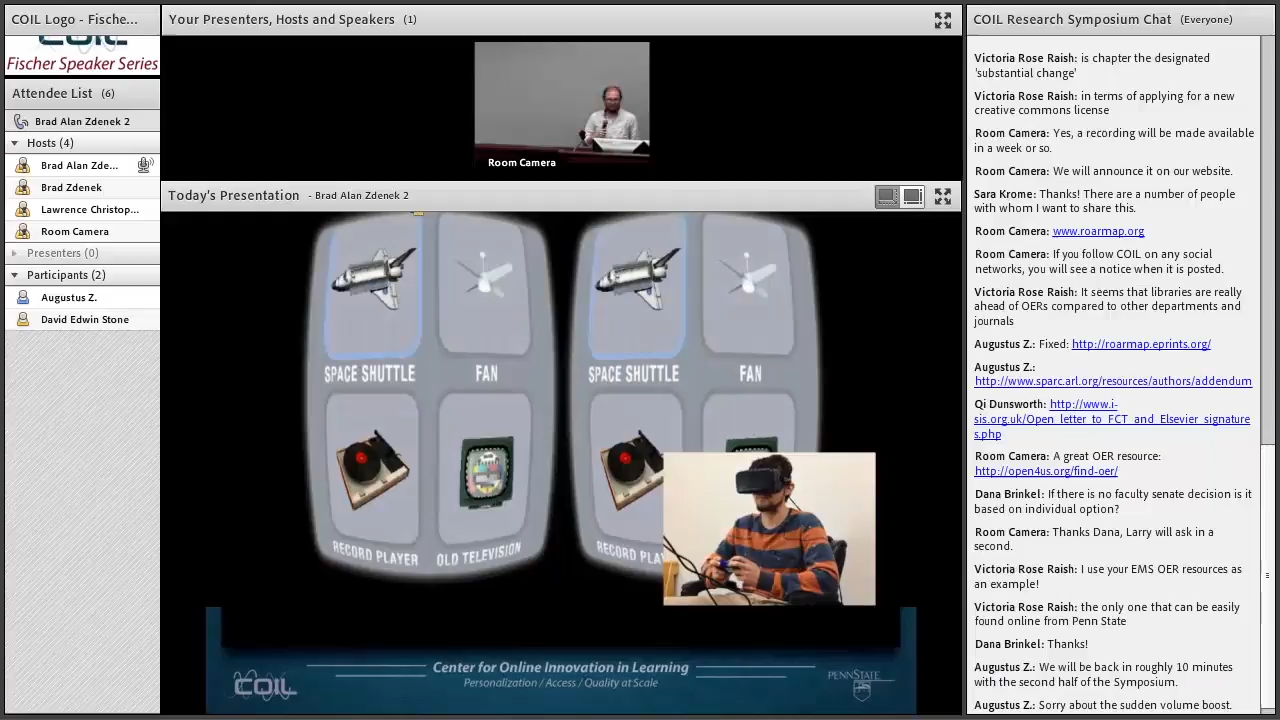 COIL Logo - Fische...
COIL
Fischer Speaker Series
Attendee List (6)
Brad Alan Zdenek 2
Hosts (4)
Brad Alan Zde...
Brad Zdenek
Lawrence Christop...
Room Camera
Presenters (0)
Participants (2)
Augustus Z.
David Edwin Stone
Your Presenters, Hosts and Speakers (1)
Room Camera
Today's Presentation - Brad Alan Zdenek 2
SPACE SHUTTLE
FAN
SPACE SHUTTLE
FAN
RECORD PLAYER
OLD TELEVISION
RECORD PLA
COIL
Center for Online Innovation in Learning
Personalization / Access / Quality at Scale
PENNSTATE
COIL Research Symposium Chat (Everyone)
Victoria Rose Raish: is chapter the designated
'substantial change'
Victoria Rose Raish: in terms of applying for a new
creative commons license
Room Camera: Yes, a recording will be made available
in a week or so.
Room Camera: We will announce it on our website.
Sara Krome: Thanks! There are a number of people
with whom I want to share this.
Room Camera: www.roarmap.org
Room Camera: If you follow COIL on any social
networks, you will see a notice when it is posted.
Victoria Rose Raish: It seems that libraries are really
ahead of OERs compared to other departments and
journals
Augustus Z.: Fixed: http://roarmap.eprints.org/
Augustus Z.:
http://www.sparc.arl.org/resources/authors/addendum
Qi Dunsworth: http://www.i-
sis.org.uk/Open_letter_to_FCT_and_Elsevier_signature
s.php
Room Camera: A great OER resource:
http://open4us.org/find-oer/
Dana Brinkel: If there is no faculty senate decision is it
based on individual option?
Room Camera: Thanks Dana, Larry will ask in a
second.
Victoria Rose Raish: I use your EMS OER resources as
an example!
Victoria Rose Raish: the only one that can be easily
found online from Penn State
Dana Brinkel: Thanks!
Augustus Z.: We will be back in roughly 10 minutes
with the second half of the Symposium.
Augustus Z.: Sorry about the sudden volume boost.